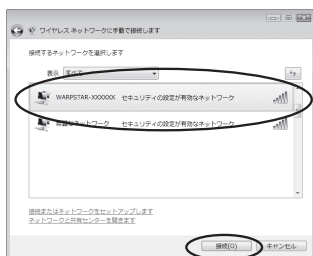 ワイヤレス ネットワークに手動で接続します
接続するネットワークを選択します
表示 すべて
WARPSTAR-XXXXXX セキュリティの設定が有効なネットワーク
ネットワーク セキュリティの設定が有効なネットワーク
接続またはネットワークをセットアップします
ネットワークと共有センターを開きます
接続(O) キャンセル